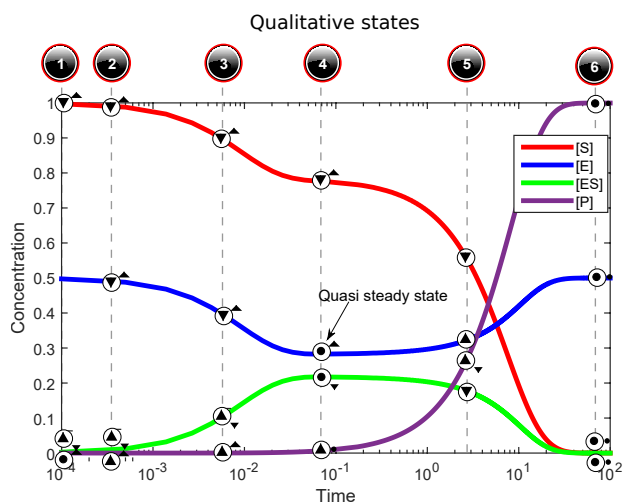 Qualitative states
1 2 3 4 5 6
1
[S]
0.9
[E]
[ES]
0.8
[P]
0.7
0.6
Concentration
0.5
Quasi steady state
0.4
0.3
0.2
0.1
0
10^-4 10^-3 10^-2 10^-1 10^0 10^1 10^2
Time